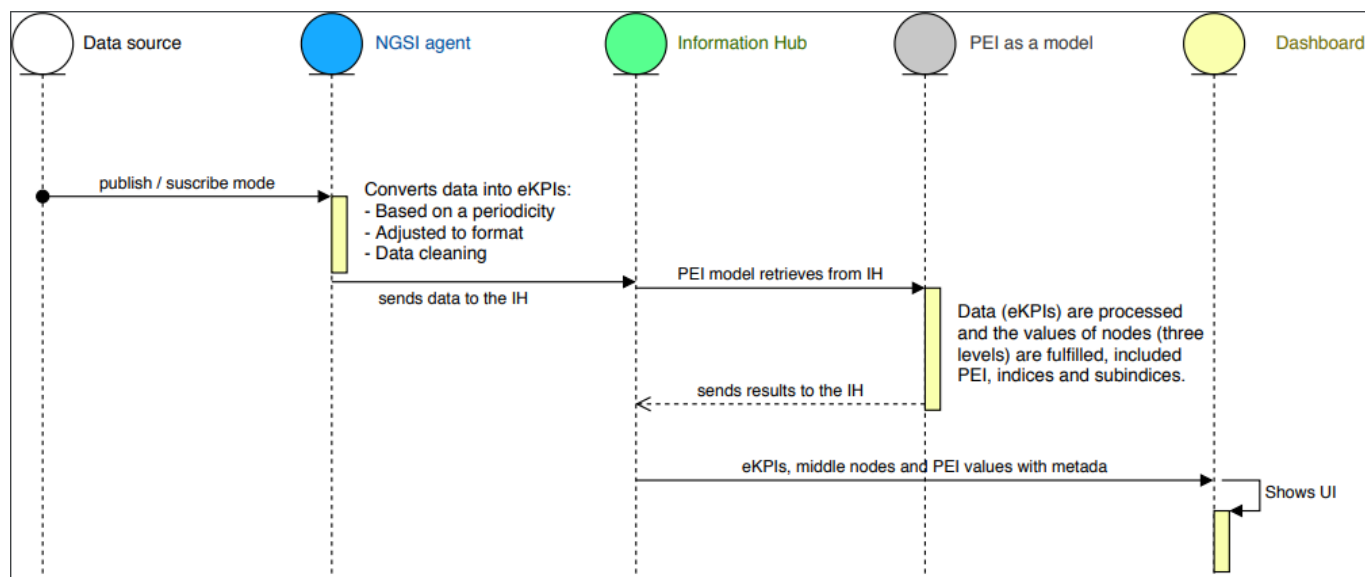 Data source
NGSI agent
Information Hub
PEI as a model
Dashboard
publish / suscribe mode
Converts data into eKPIs:
- Based on a periodicity
- Adjusted to format
- Data cleaning
sends data to the IH
PEI model retrieves from IH
Data (eKPIs) are processed
and the values of nodes (three
levels) are fulfilled, included
PEI, indices and subindices.
sends results to the IH
eKPIs, middle nodes and PEI values with metada
Shows UI